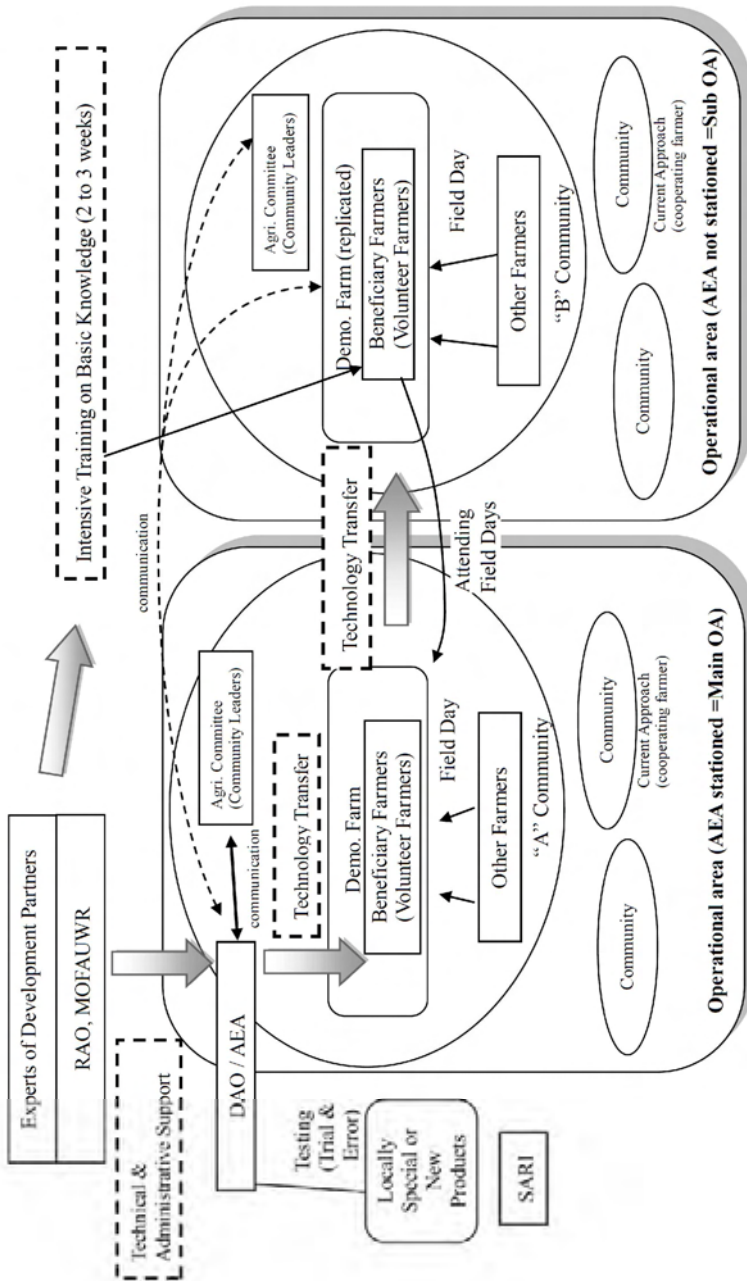 Experts of Development Partners
RAO, MOFAUWR
Intensive Training on Basic Knowledge (2 to 3 weeks)
Technical &
Administrative Support
communication
DAO / AEA
communication
Agri. Committee
(Community Leaders)
Agri. Committee
(Community Leaders)
Testing
(Trial &
Error)
Technology Transfer
Technology Transfer
Locally
Special or
New
Products
SARI
Demo. Farm
Beneficiary Farmers
(Volunteer Farmers)
Field Day
Other Farmers
"A" Community
Attending
Field Days
Demo. Farm (replicated)
Beneficiary Farmers
(Volunteer Farmers)
Field Day
Other Farmers
"B" Community
Community
Community
Current Approach
(cooperating farmer)
Operational area (AEA stationed =Main OA)
Community
Community
Current Approach
(cooperating farmer)
Operational area (AEA not stationed =Sub OA)